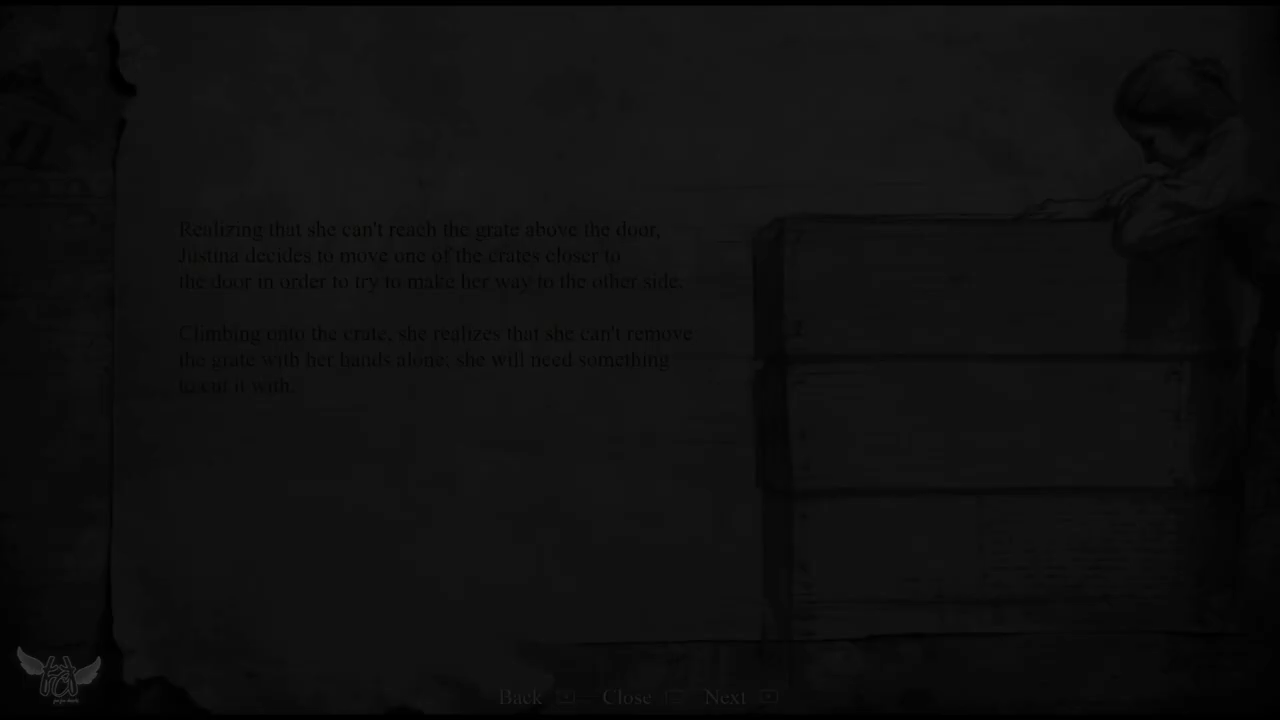 Realizing that she can't reach the grate above the door,
Justina decides to move one of the crates closer to
the door in order to try to make her way to the other side.
Climbing onto the crate, she realizes that she can't remove
the grate with her hands alone; she will need something
to cut it with.
Back Close Next